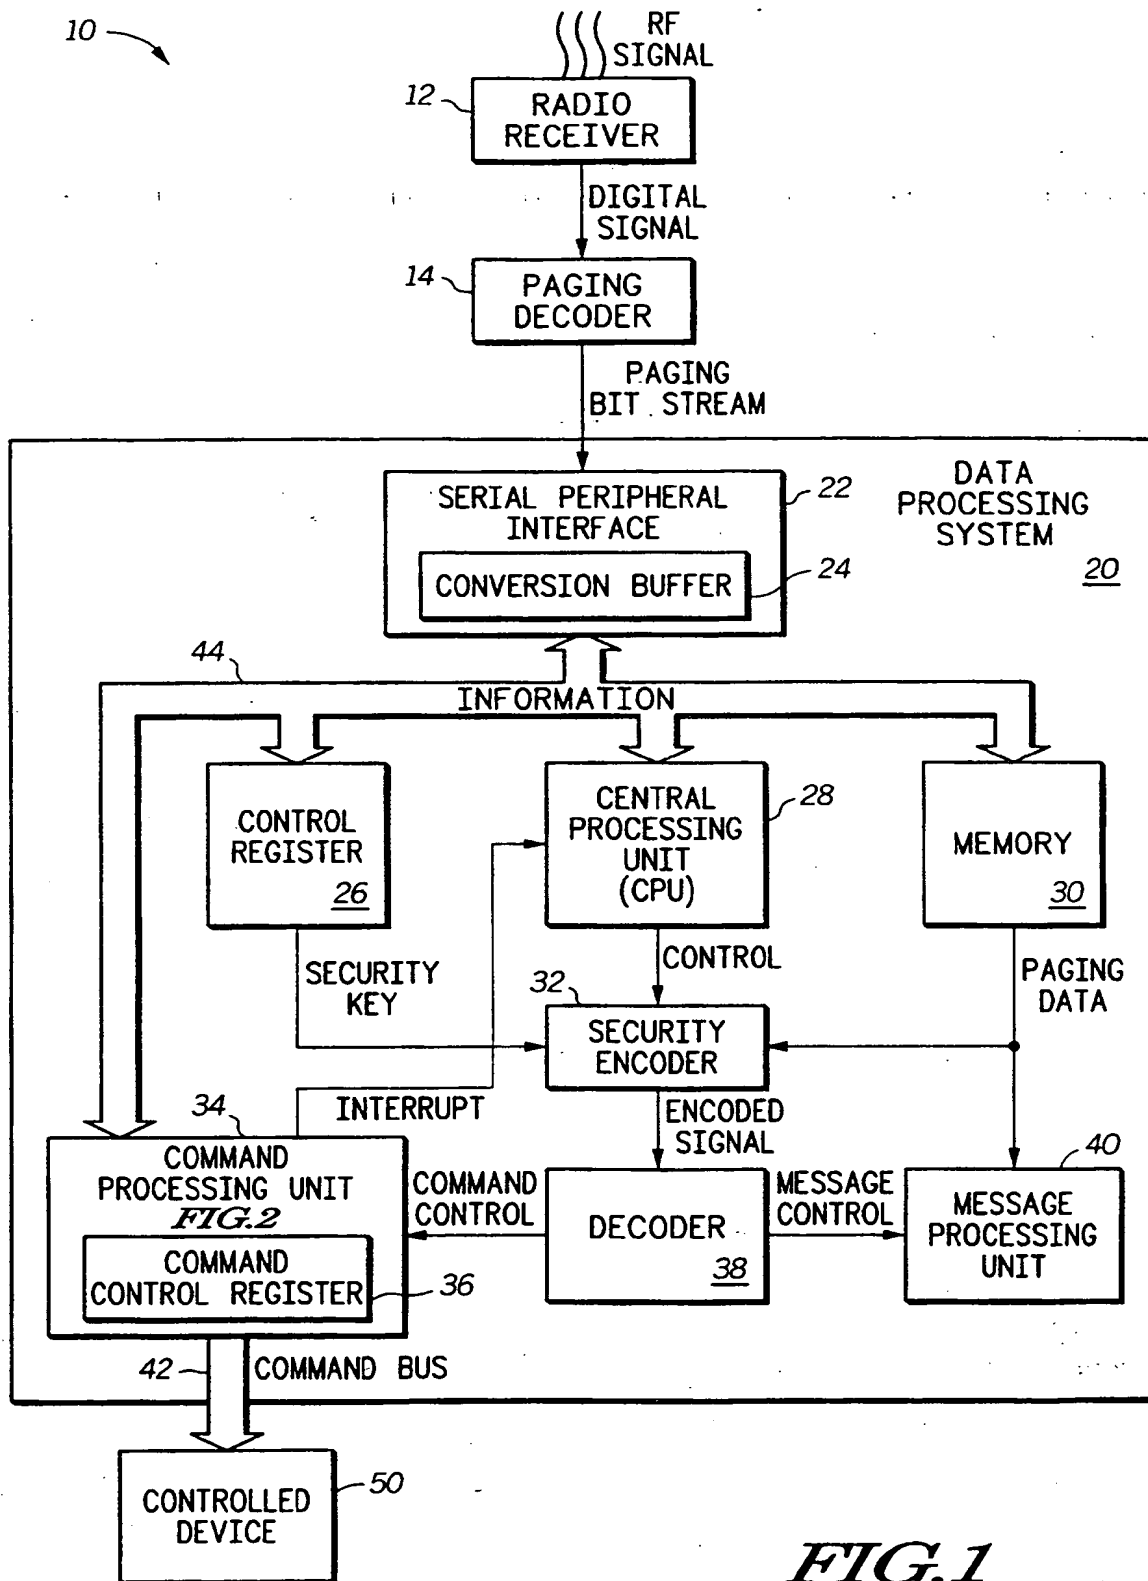 10
RF
SIGNAL
12
RADIO
RECEIVER
DIGITAL
SIGNAL
14
PAGING
DECODER
PAGING
BIT STREAM
SERIAL PERIPHERAL
INTERFACE
22
CONVERSION BUFFER
24
DATA
PROCESSING
SYSTEM
20
44
INFORMATION
CONTROL
REGISTER
26
CENTRAL
PROCESSING
UNIT
(CPU)
28
MEMORY
30
SECURITY
KEY
CONTROL
PAGING
DATA
32
SECURITY
ENCODER
INTERRUPT
ENCODED
SIGNAL
34
COMMAND
PROCESSING UNIT
FIG.2
COMMAND
CONTROL REGISTER
36
COMMAND
CONTROL
DECODER
38
MESSAGE
CONTROL
40
MESSAGE
PROCESSING
UNIT
42
COMMAND BUS
CONTROLLED
DEVICE
50
FIG.1